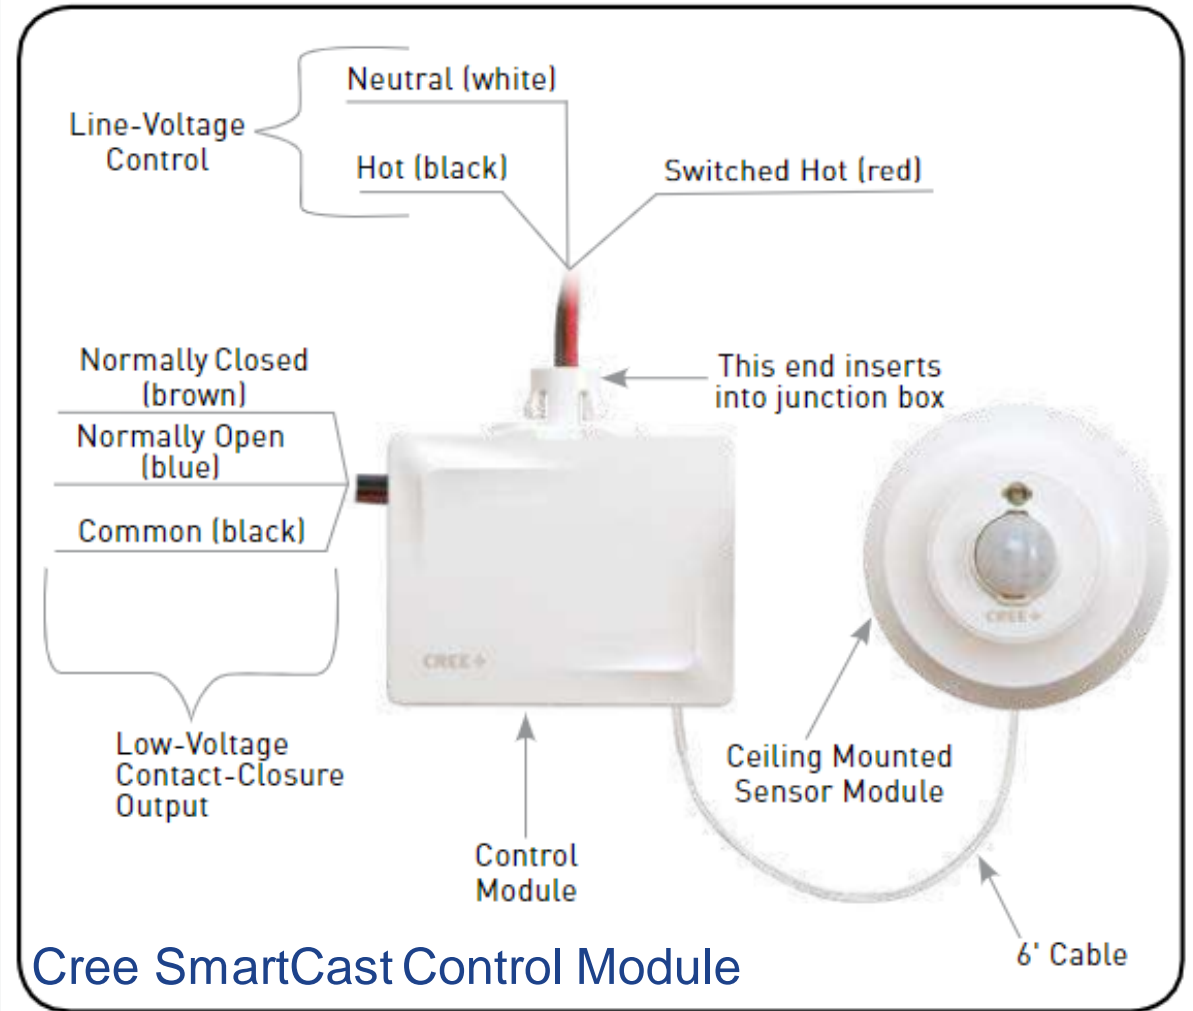 Neutral (white)
Line-Voltage
Control
Hot (black)
Switched Hot (red)
Normally Closed
(brown)
Normally Open
(blue)
Common (black)
This end inserts
into junction box
CREE
CREE
Low-Voltage
Contact-Closure
Output
Ceiling Mounted
Sensor Module
Control
Module
6' Cable
Cree SmartCast Control Module